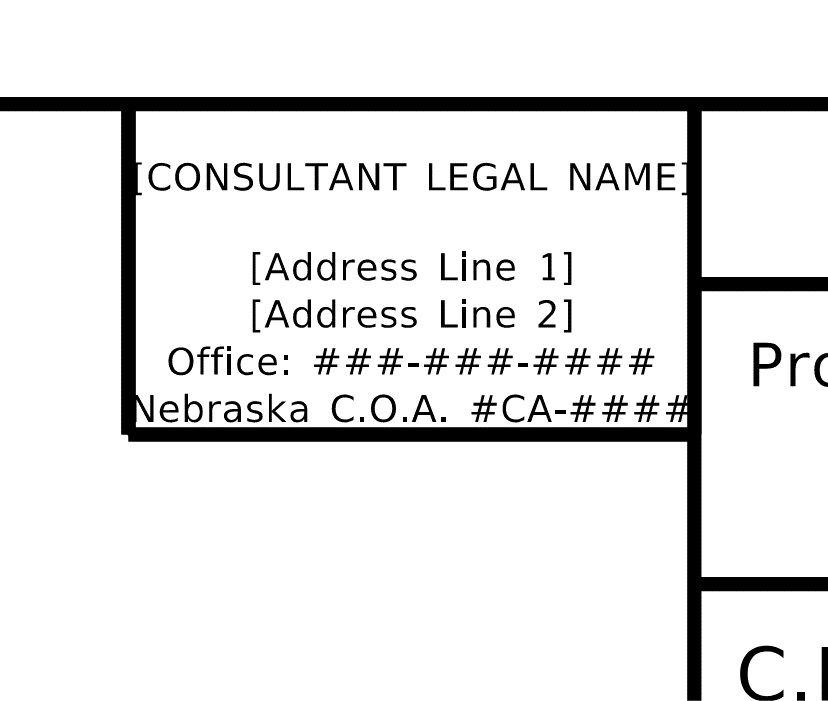 [CONSULTANT LEGAL NAME]
[Address Line 1]
[Address Line 2]
Office: ###-###-####
Nebraska C.O.A. #CA-####